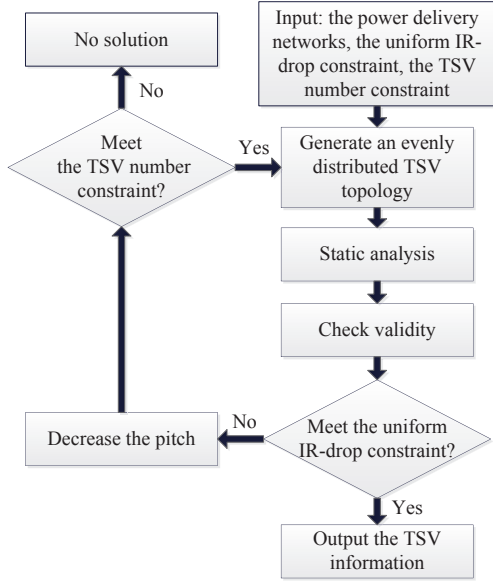 No solution
Input: the power delivery
networks, the uniform IR-
drop constraint, the TSV
number constraint
No
Meet
the TSV number
constraint?
Yes
Generate an evenly
distributed TSV
topology
Static analysis
Check validity
Meet the uniform
IR-drop constraint?
No
Decrease the pitch
Yes
Output the TSV
information